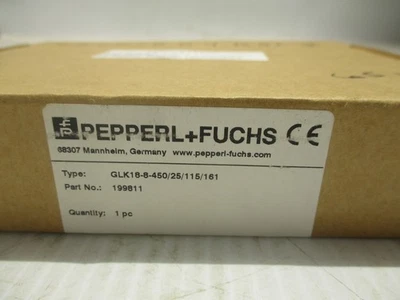 PEPPERL+FUCHS CE
68307 Mannheim, Germany www.pepperl-fuchs.com
Type: GLK18-8-450/25/115/161
Part No.: 199811
Quantity: 1 pc